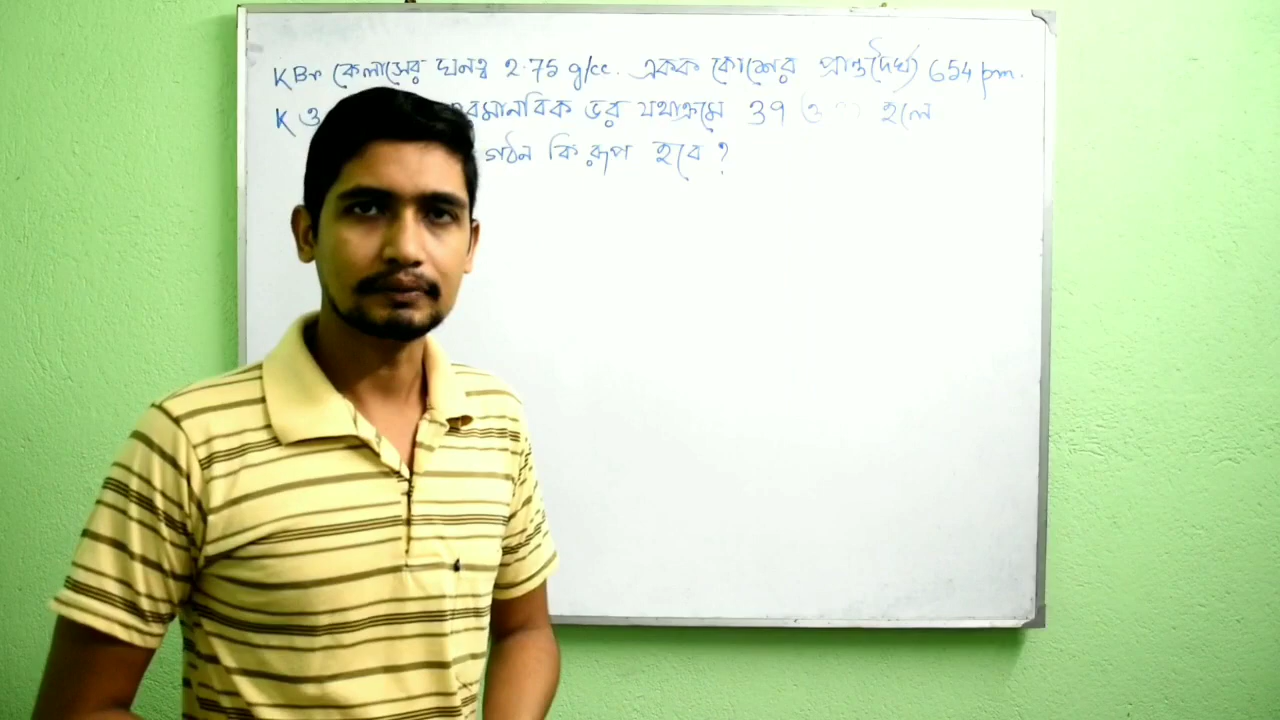 KBr কেলাসের ঘনত্ব 2.75 g/cc. একক কোশের প্রান্তদৈর্ঘ্য 654 pm.
K ও পারমানবিক ভর যথাক্রমে 39 ও হলে
গঠন কি রূপ হবে ?